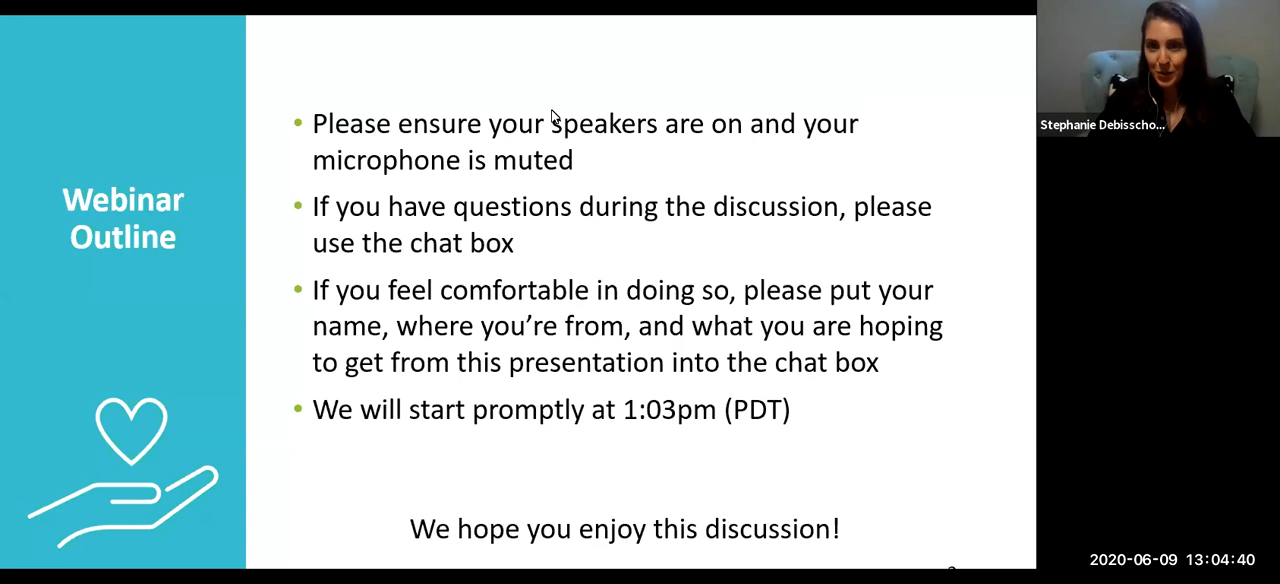 Webinar
Outline
• Please ensure your speakers are on and your
microphone is muted
• If you have questions during the discussion, please
use the chat box
• If you feel comfortable in doing so, please put your
name, where you’re from, and what you are hoping
to get from this presentation into the chat box
• We will start promptly at 1:03pm (PDT)
We hope you enjoy this discussion!
Stephanie Debisscho...
2020-06-09 13:04:40